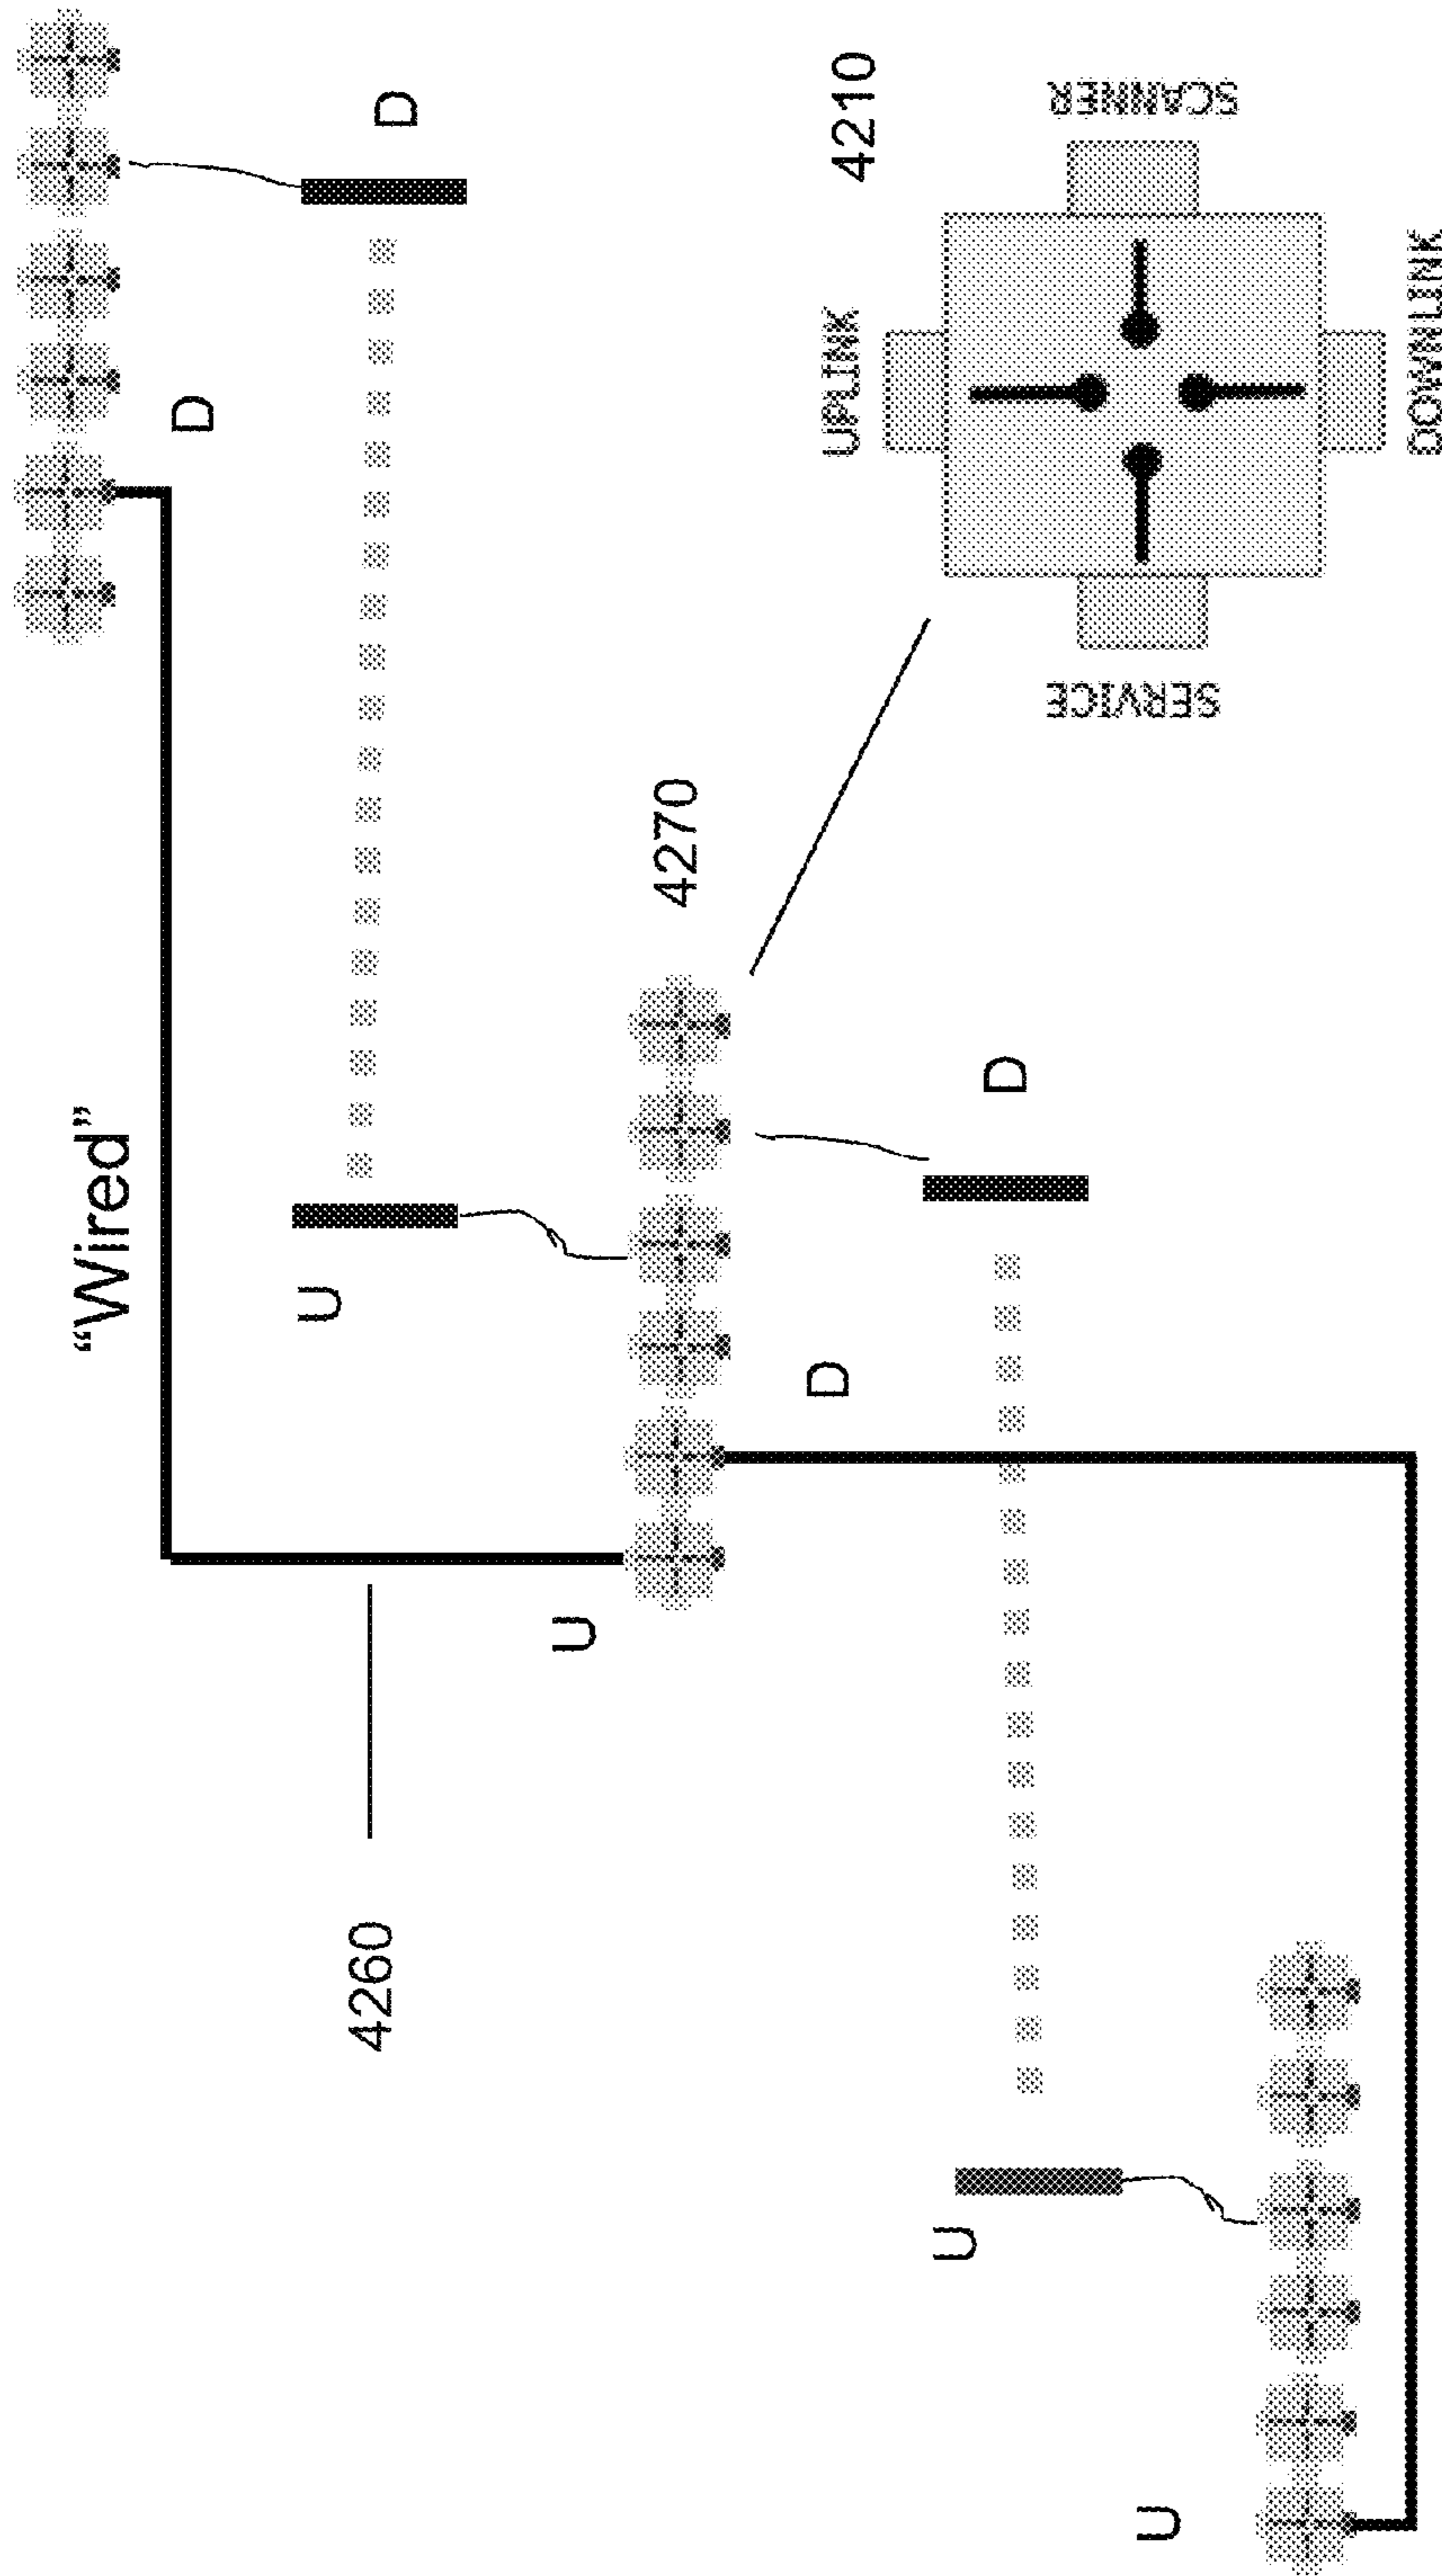 “Wired”
D
U
4260
D
U
4270
D
UPLINK
4210
U
D
SERVICE
SCANNER
U
DOWNLINK